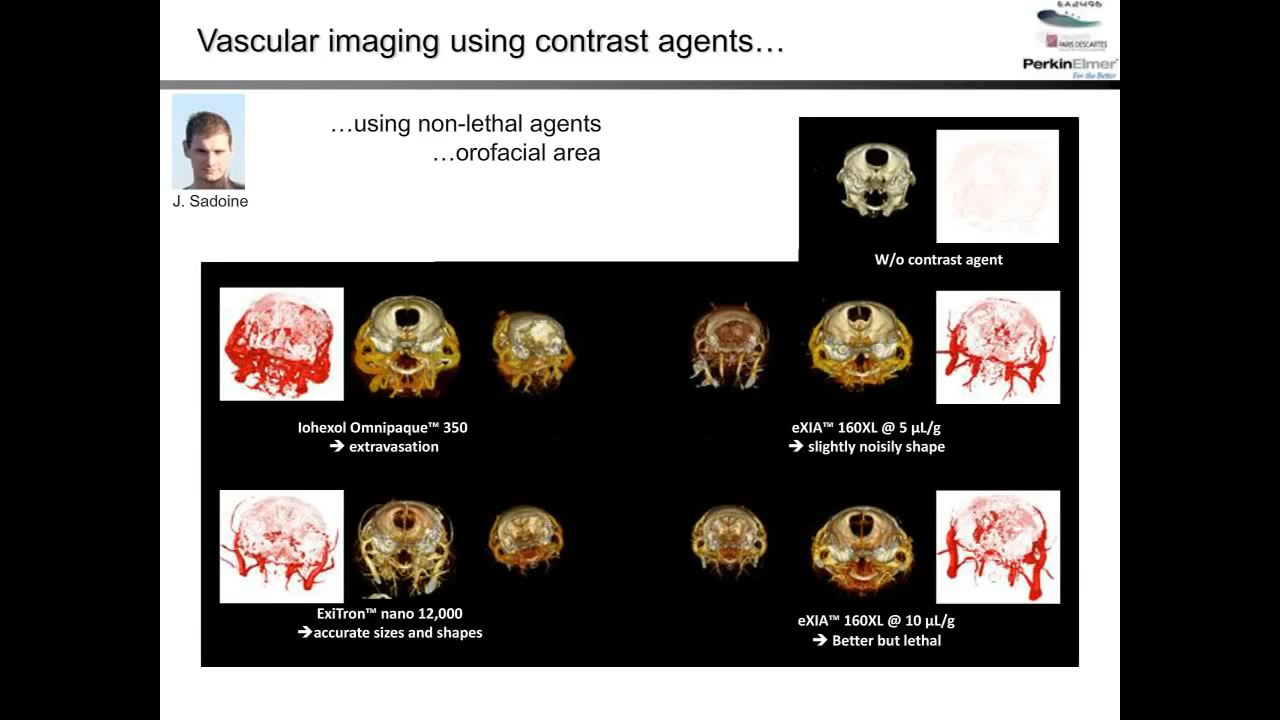 Vascular imaging using contrast agents…
PARIS DESCARTES
PerkinElmer
For the Better
…using non-lethal agents
…orofacial area
J. Sadoine
W/o contrast agent
Iohexol Omnipaque™ 350
➔ extravasation
eXIA™ 160XL @ 5 µL/g
➔ slightly noisily shape
ExiTron™ nano 12,000
➔accurate sizes and shapes
eXIA™ 160XL @ 10 µL/g
➔ Better but lethal